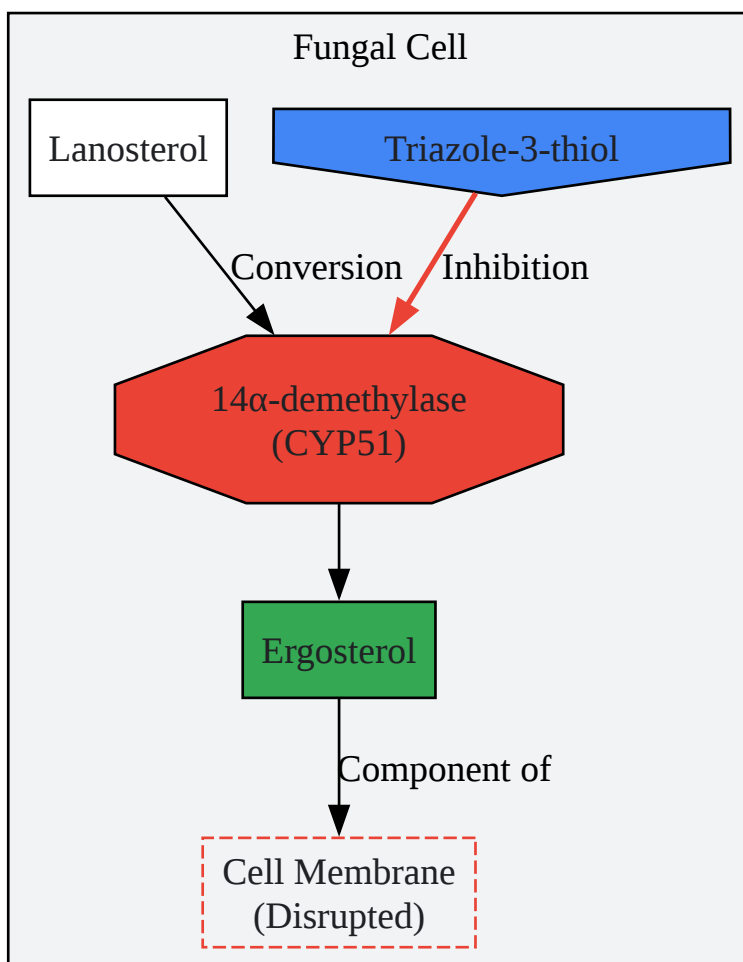 Fungal Cell
Lanosterol
Triazole-3-thiol
Conversion
Inhibition
14α-demethylase
(CYP51)
Ergosterol
Component of
Cell Membrane
(Disrupted)